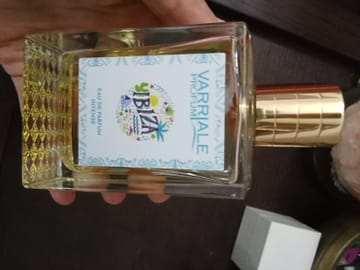 VARRIALE
PROFUMI
IBIZA
EAU DE PARFUM
INTENSE